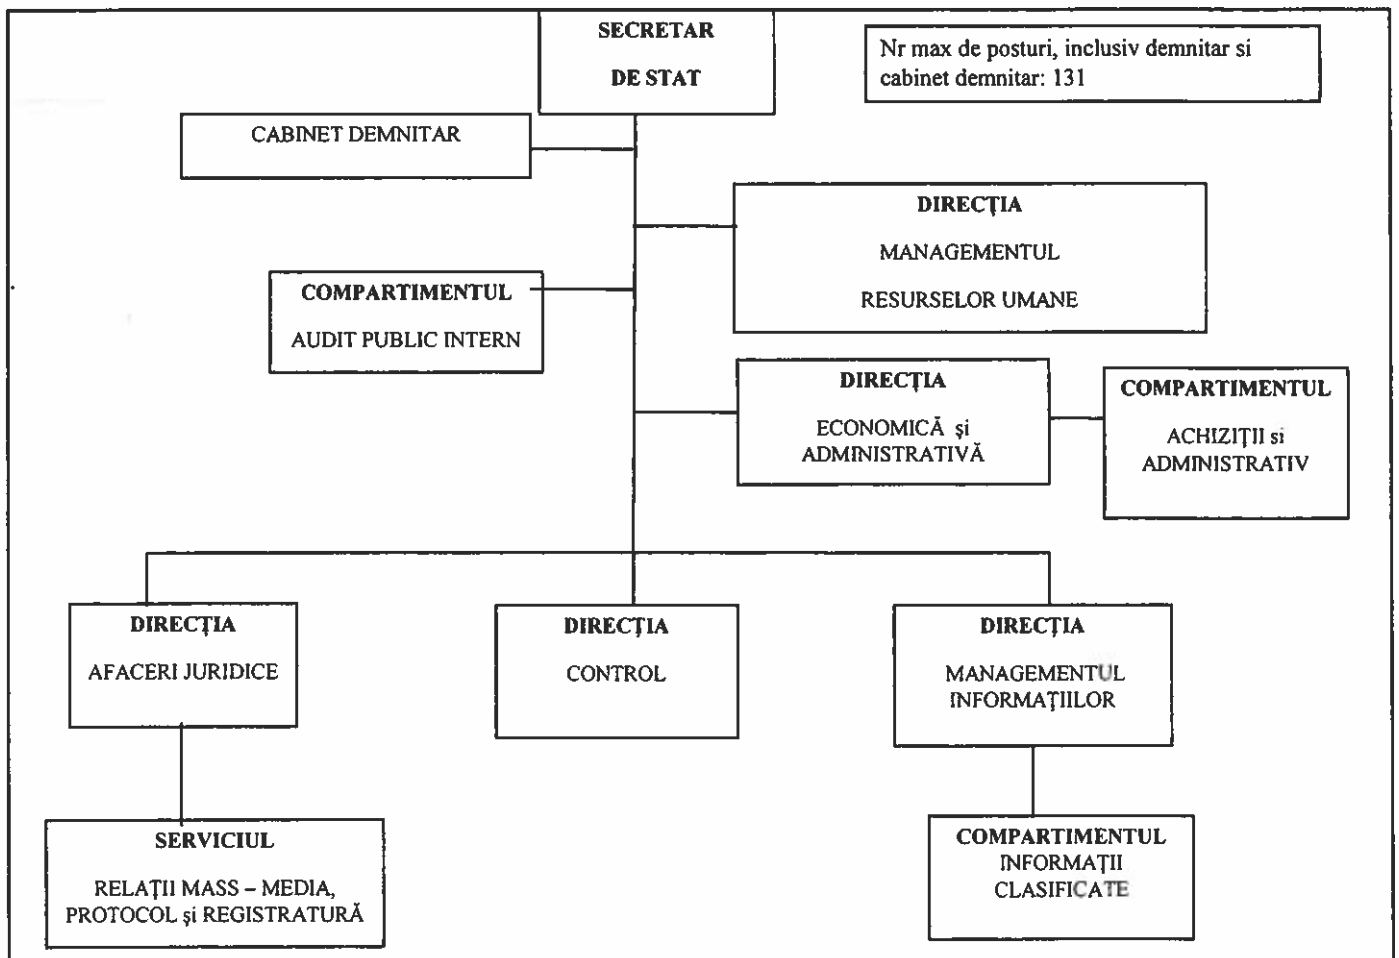 SECRETAR
DE STAT
Nr max de posturi, inclusiv demnitar si
cabinet demnitar: 131
CABINET DEMNITAR
DIRECȚIA
MANAGEMENTUL
RESURSELOR UMANE
COMPARTIMENTUL
AUDIT PUBLIC INTERN
DIRECȚIA
ECONOMICĂ și
ADMINISTRATIVĂ
COMPARTIMENTUL
ACHIZIȚII si
ADMINISTRATIV
DIRECȚIA
AFACERI JURIDICE
DIRECȚIA
CONTROL
DIRECȚIA
MANAGEMENTUL
INFORMAȚIILOR
SERVICIUL
RELAȚII MASS – MEDIA,
PROTOCOL și REGISTRATURĂ
COMPARTIMENTUL
INFORMAȚII
CLASIFICATE